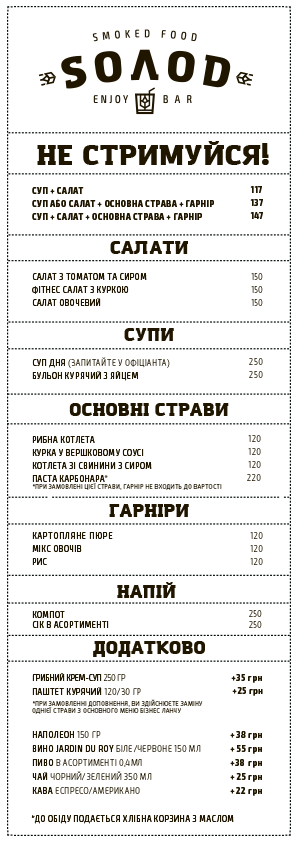 SMOKED FOOD
SОЛОD
ENJOY BAR
НЕ СТРИМУЙСЯ!
СУП + САЛАТ 117
СУП АБО САЛАТ + ОСНОВНА СТРАВА + ГАРНІР 137
СУП + САЛАТ + ОСНОВНА СТРАВА + ГАРНІР 147
САЛАТИ
САЛАТ З ТОМАТОМ ТА СИРОМ 150
ФІТНЕС САЛАТ З КУРКОЮ 150
САЛАТ ОВОЧЕВИЙ 150
СУПИ
СУП ДНЯ (ЗАПИТАЙТЕ У ОФІЦІАНТА) 250
БУЛЬОН КУРЯЧИЙ З ЯЙЦЕМ 250
ОСНОВНІ СТРАВИ
РИБНА КОТЛЕТА 120
КУРКА У ВЕРШКОВОМУ СОУСІ 120
КОТЛЕТА ЗІ СВИНИНИ З СИРОМ 120
ПАСТА КАРБОНАРА* 220
*ПРИ ЗАМОВЛЕНІ ЦІЄЇ СТРАВИ, ГАРНІР НЕ ВХОДИТЬ ДО ВАРТОСТІ
ГАРНІРИ
КАРТОПЛЯНЕ ПЮРЕ 120
МІКС ОВОЧІВ 120
РИС 120
НАПІЙ
КОМПОТ 250
СІК В АСОРТИМЕНТІ 250
ДОДАТКОВО
ГРИБНИЙ КРЕМ-СУП 250 ГР +35 грн
ПАШТЕТ КУРЯЧИЙ 120/30 ГР +25 грн
*ПРИ ЗАМОВЛЕННІ ДОПОВНЕННЯ, ВИ ЗДІЙСНЮЄТЕ ЗАМІНУ
ОДНІЄЇ СТРАВИ З ОСНОВНОГО МЕНЮ БІЗНЕС ЛАНЧУ
НАПОЛЕОН 150 ГР +38 грн
ВИНО JARDIN DU ROY БІЛЕ/ЧЕРВОНЕ 150 МЛ +55 грн
ПИВО В АСОРТИМЕНТІ 0,4МЛ +38 грн
ЧАЙ ЧОРНИЙ/ЗЕЛЕНИЙ 350 МЛ +25 грн
КАВА ЕСПРЕСО/АМЕРИКАНО +22 грн
*ДО ОБІДУ ПОДАЄТЬСЯ ХЛІБНА КОРЗИНА З МАСЛОМ